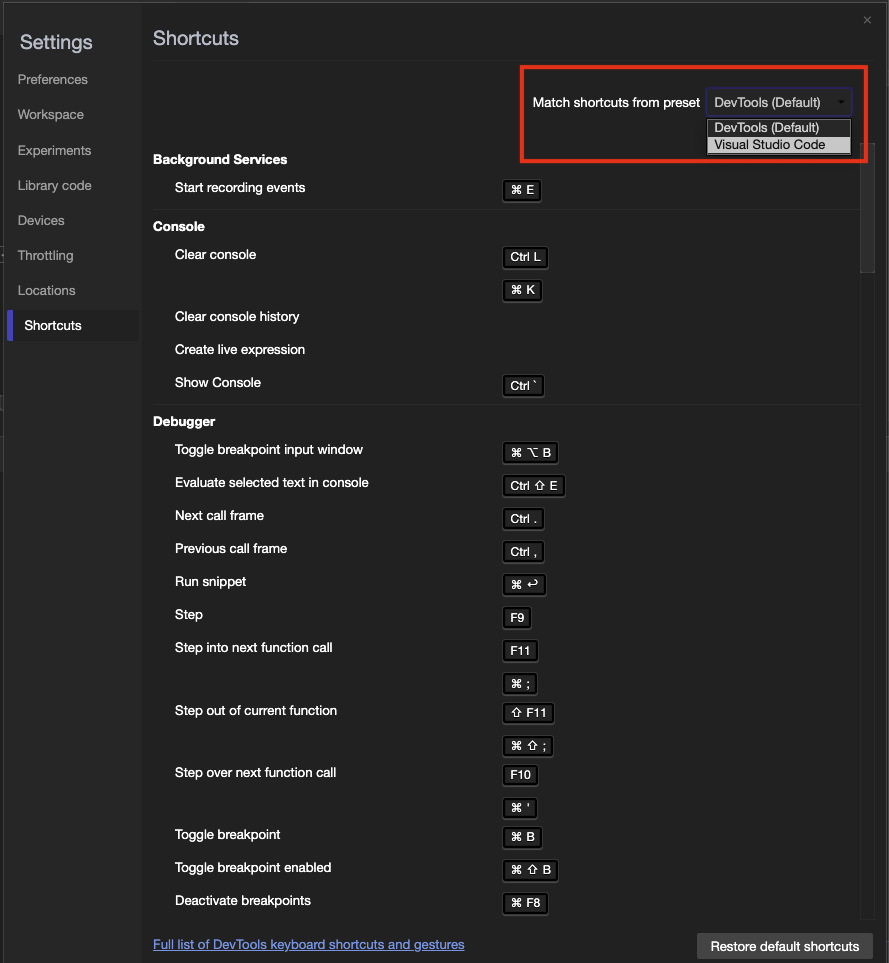 Settings
Preferences
Workspace
Experiments
Library code
Devices
Throttling
Locations
Shortcuts
Shortcuts
Match shortcuts from preset DevTools (Default)
DevTools (Default)
Visual Studio Code
Background Services
Start recording events ⌘ E
Console
Clear console Ctrl L
⌘ K
Clear console history
Create live expression
Show Console Ctrl `
Debugger
Toggle breakpoint input window ⌘ ⌥ B
Evaluate selected text in console Ctrl ⇧ E
Next call frame Ctrl .
Previous call frame Ctrl ,
Run snippet ⌘ ↩
Step F9
Step into next function call F11
⌘ ;
Step out of current function ⇧ F11
⌘ ⇧ ;
Step over next function call F10
⌘ '
Toggle breakpoint ⌘ B
Toggle breakpoint enabled ⌘ ⇧ B
Deactivate breakpoints ⌘ F8
Full list of DevTools keyboard shortcuts and gestures
Restore default shortcuts